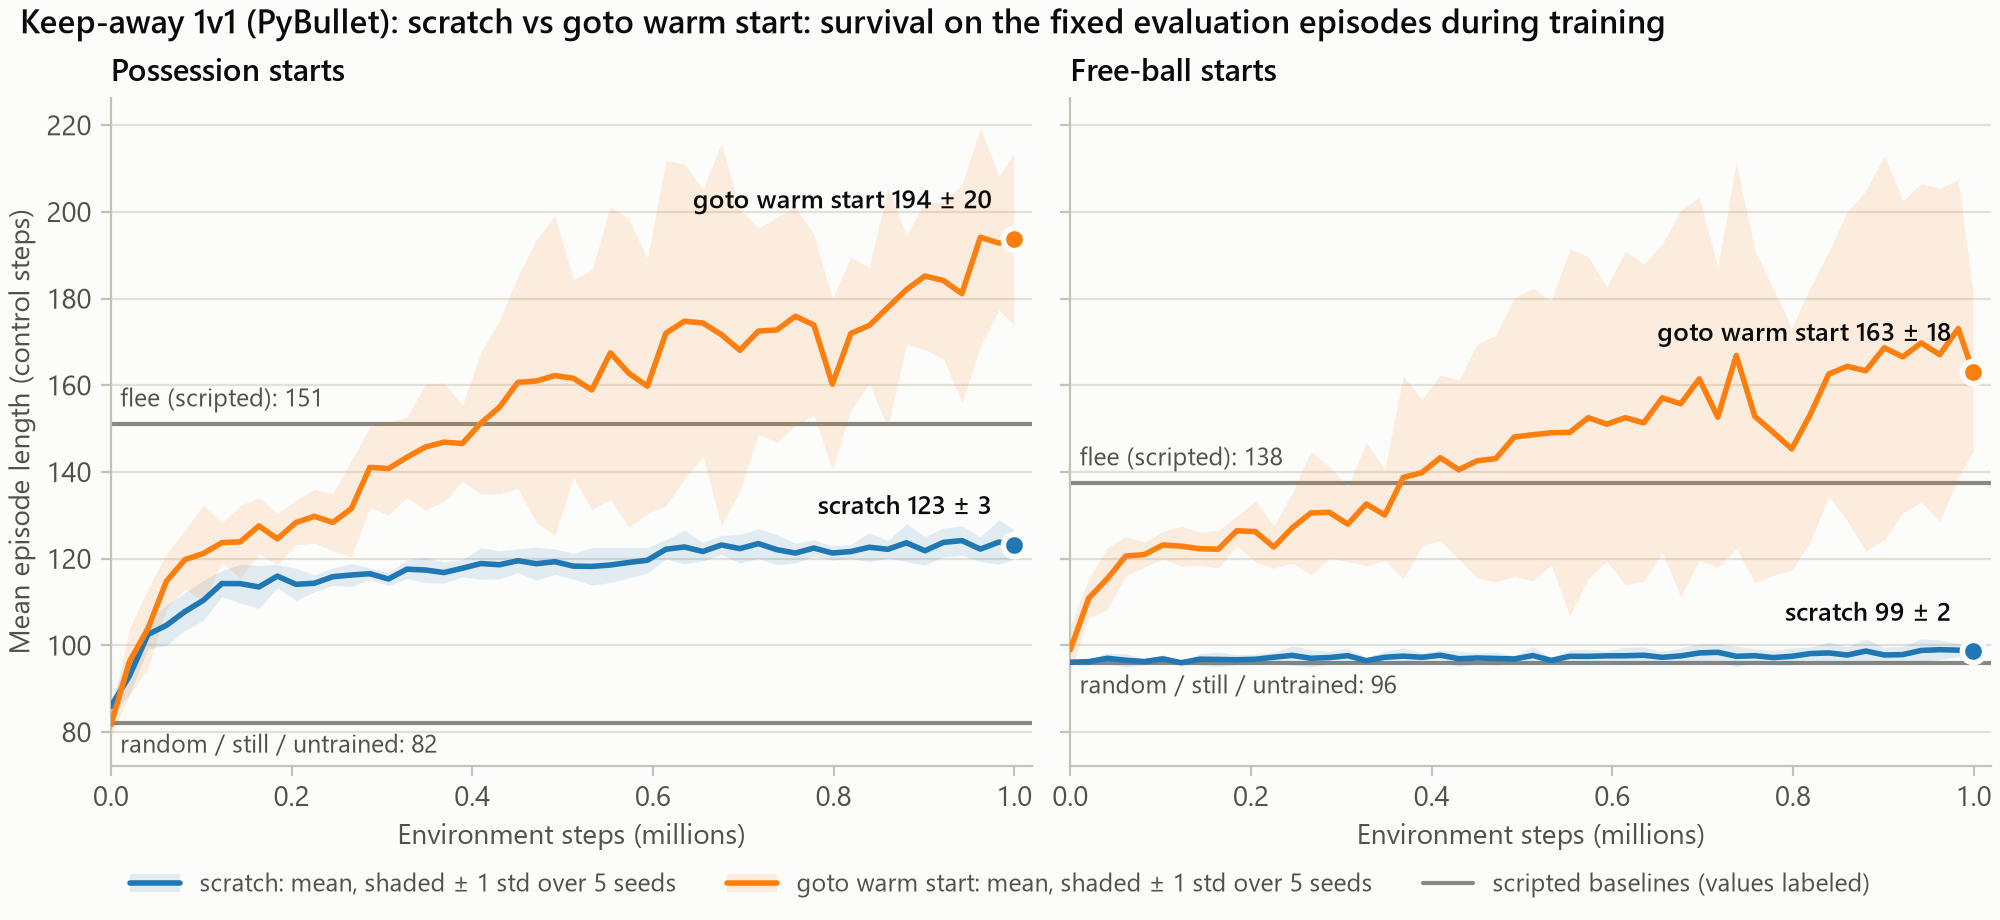 Keep-away 1v1 (PyBullet): scratch vs goto warm start: survival on the fixed evaluation episodes during training
Possession starts
Free-ball starts
Mean episode length (control steps)
220
200
180
160
140
120
100
80
goto warm start 194 ± 20
flee (scripted): 151
scratch 123 ± 3
random / still / untrained: 82
goto warm start 163 ± 18
flee (scripted): 138
scratch 99 ± 2
random / still / untrained: 96
0.0 0.2 0.4 0.6 0.8 1.0
0.0 0.2 0.4 0.6 0.8 1.0
Environment steps (millions)
Environment steps (millions)
scratch: mean, shaded ± 1 std over 5 seeds
goto warm start: mean, shaded ± 1 std over 5 seeds
scripted baselines (values labeled)